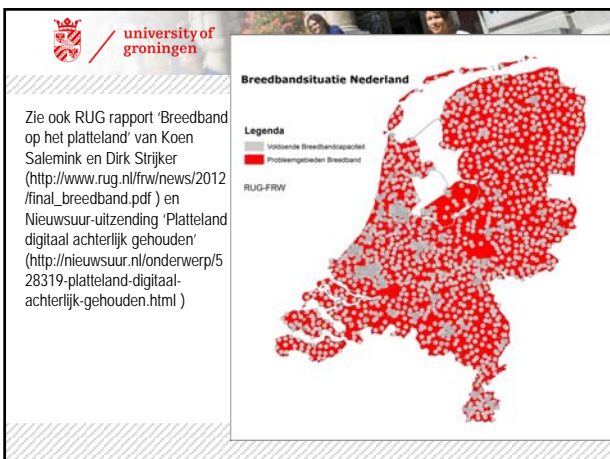 university of
groningen
Zie ook RUG rapport ‘Breedband
op het platteland’ van Koen
Salemink en Dirk Strijker
(http://www.rug.nl/frw/news/2012
/final_breedband.pdf ) en
Nieuwsuur-uitzending ‘Platteland
digitaal achterlijk gehouden’
(http://nieuwsuur.nl/onderwerp/5
28319-platteland-digitaal-
achterlijk-gehouden.html )
Breedbandsituatie Nederland
Legenda
Voldoende Breedbandcapaciteit
Probleemgebieden Breedband
RUG-FRW